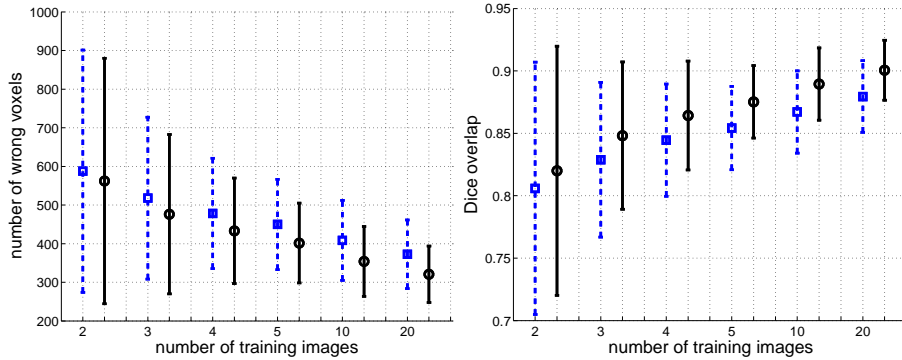 1000
900
800
700
600
500
400
300
200
number of wrong voxels
2 3 4 5 10 20
number of training images
0.95
0.9
0.85
0.8
0.75
0.7
Dice overlap
2 3 4 5 10 20
number of training images